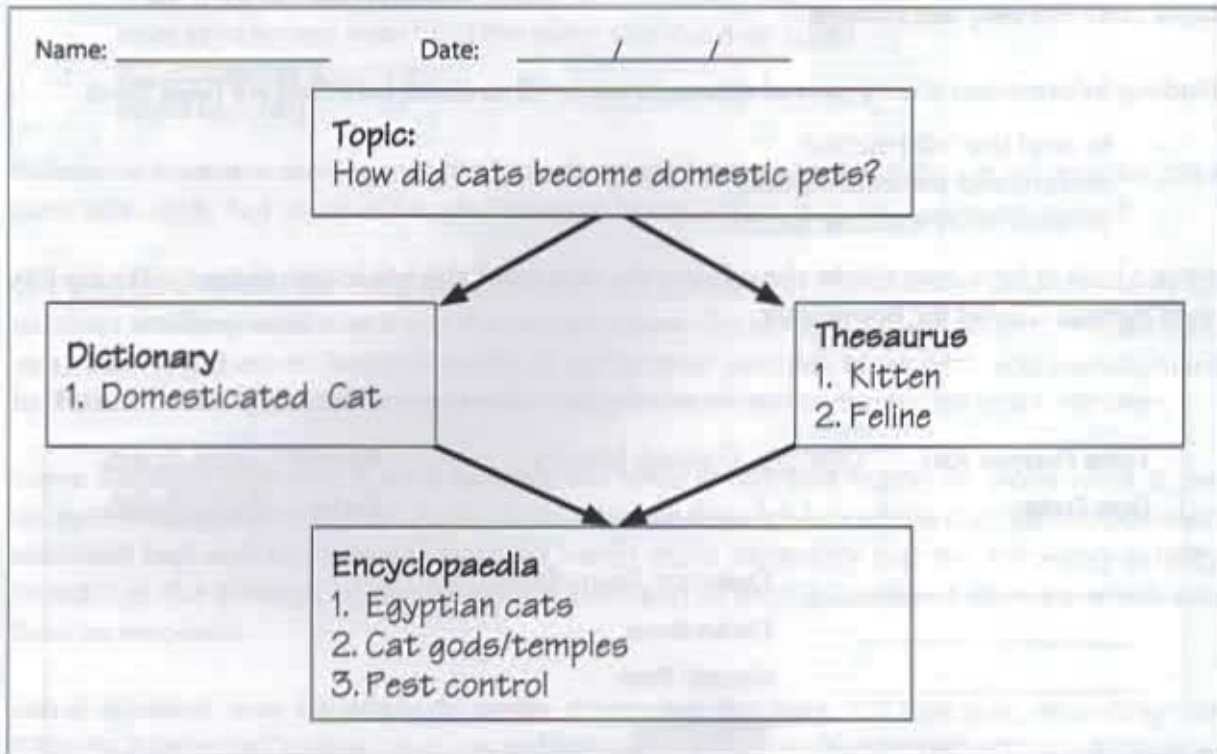 Name: Date: / /
Topic:
How did cats become domestic pets?
Dictionary
1. Domesticated Cat
Thesaurus
1. Kitten
2. Feline
Encyclopaedia
1. Egyptian cats
2. Cat gods/temples
3. Pest control